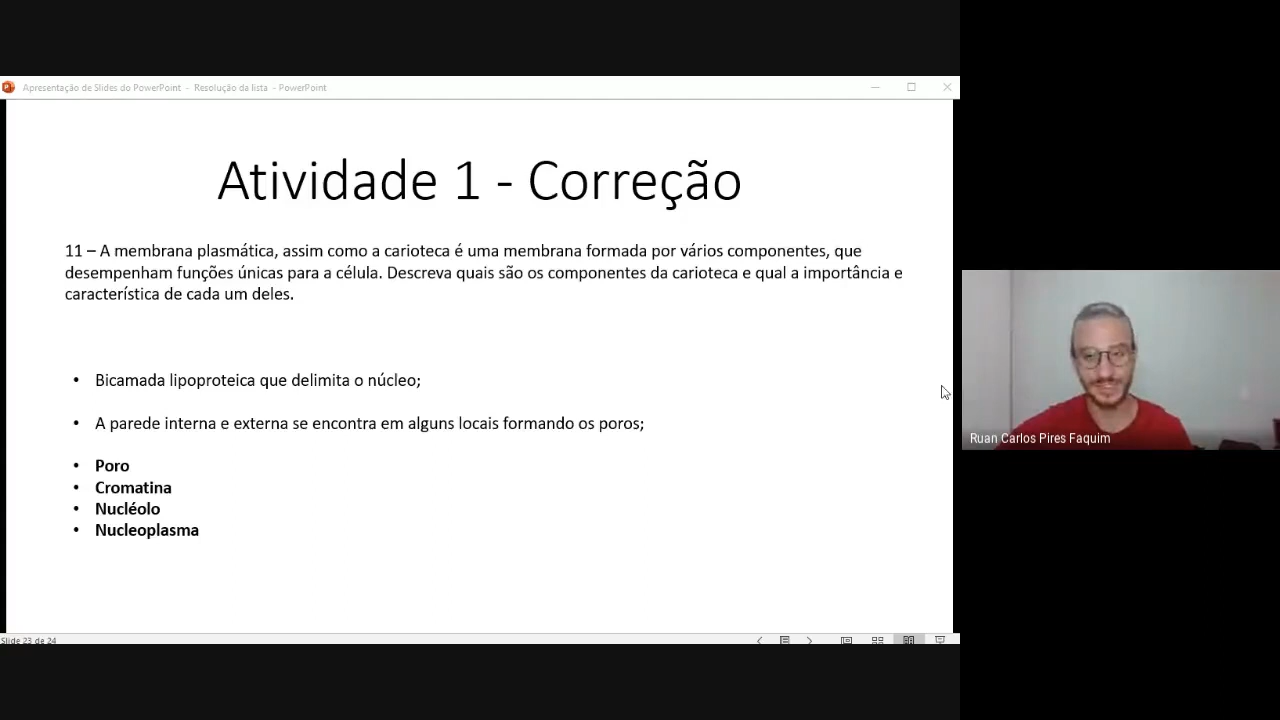 Apresentação de Slides do PowerPoint - Resolução da lista - PowerPoint
Atividade 1 - Correção
11 – A membrana plasmática, assim como a carioteca é uma membrana formada por vários componentes, que
desempenham funções únicas para a célula. Descreva quais são os componentes da carioteca e qual a importância e
característica de cada um deles.
• Bicamada lipoproteica que delimita o núcleo;
• A parede interna e externa se encontra em alguns locais formando os poros;
• Poro
• Cromatina
• Nucléolo
• Nucleoplasma
Slide 23 de 24
Ruan Carlos Pires Faquim